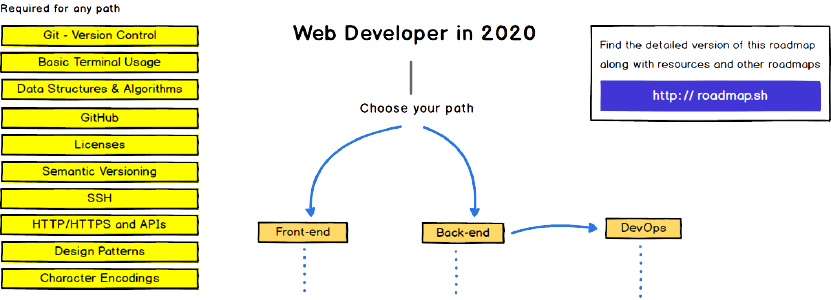 Required for any path
Git - Version Control
Basic Terminal Usage
Data Structures & Algorithms
GitHub
Licenses
Semantic Versioning
SSH
HTTP/HTTPS and APIs
Design Patterns
Character Encodings
Web Developer in 2020
Choose your path
Front-end
Back-end
DevOps
Find the detailed version of this roadmap
along with resources and other roadmaps
http:// roadmap.sh